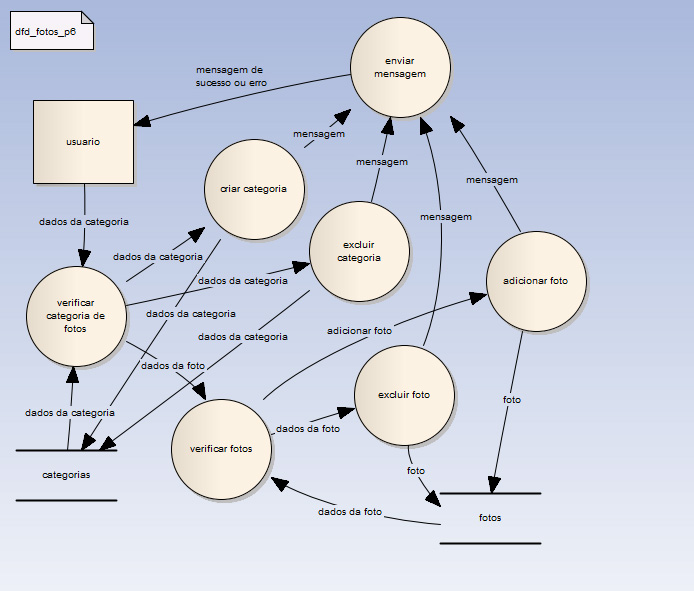 dfd_fotos_p6
enviar
mensagem
mensagem de
sucesso ou erro
usuario
mensagem
criar categoria
mensagem
mensagem
dados da categoria
mensagem
excluir
categoria
dados da categoria
dados da categoria
adicionar foto
verificar
categoria de
fotos
dados da categoria
adicionar foto
dados da categoria
dados da foto
excluir foto
foto
dados da categoria
dados da foto
verificar fotos
foto
categorias
dados da foto
fotos